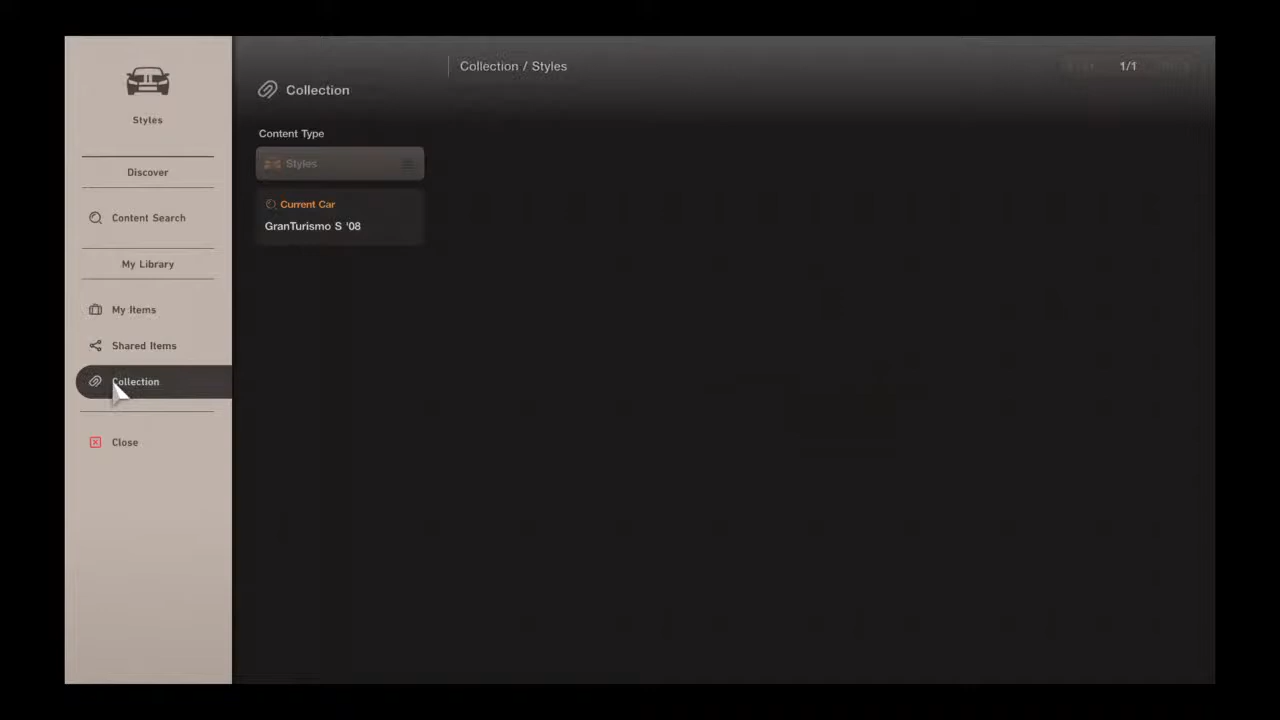 Styles
Discover
Content Search
My Library
My Items
Shared Items
Collection
Close
Collection / Styles
1/1
Collection
Content Type
Styles
Current Car
GranTurismo S '08